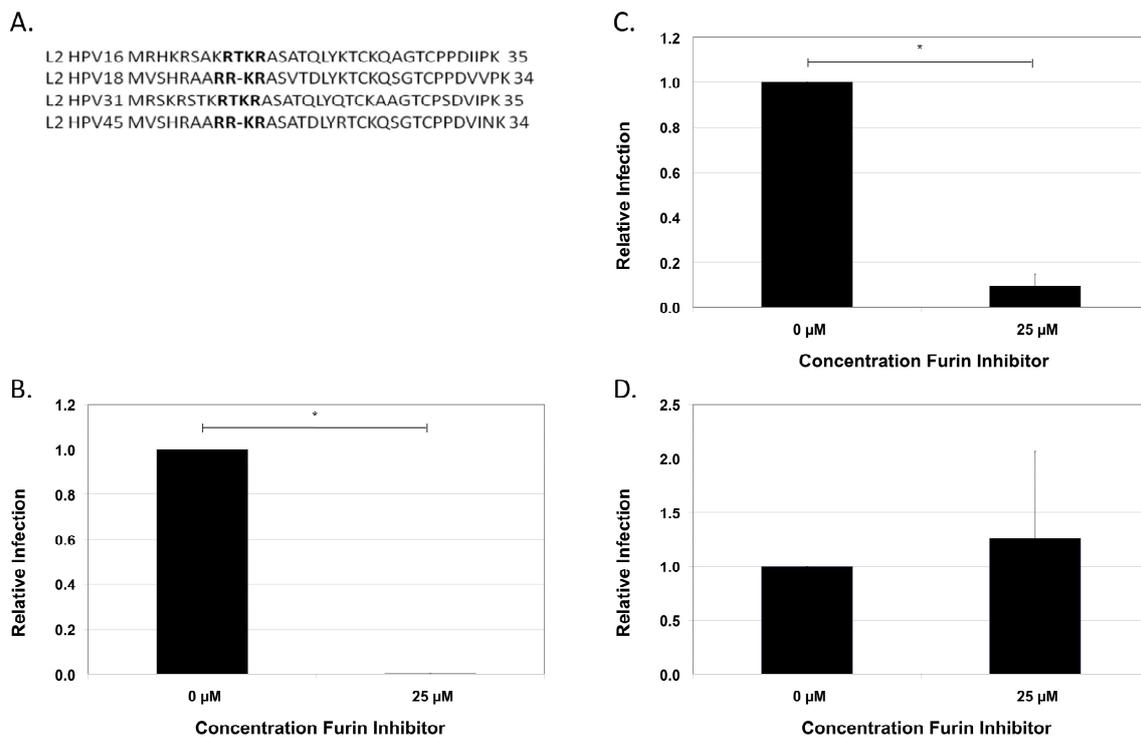 A.
L2 HPV16 MRHKRSAKRTKRASATQLYKTCKQAGTCPPDIIPK 35
L2 HPV18 MVSHRAARR-KRASVTDLYKTCKQSGTCPPDVVPK 34
L2 HPV31 MRSKRSTKRTKRASATQLYQTCKAAGTCPSDVIPK 35
L2 HPV45 MVSHRAARR-KRASATDLYRTCKQSGTCPPDVINK 34
B.
1.2
1.0
0.8
0.6
0.4
0.2
0.0
Relative Infection
*
0 µM 25 µM
Concentration Furin Inhibitor
C.
1.2
1.0
0.8
0.6
0.4
0.2
0.0
Relative Infection
*
0 µM 25 µM
Concentration Furin Inhibitor
D.
2.5
2.0
1.5
1.0
0.5
0.0
Relative Infection
0 µM 25 µM
Concentration Furin Inhibitor